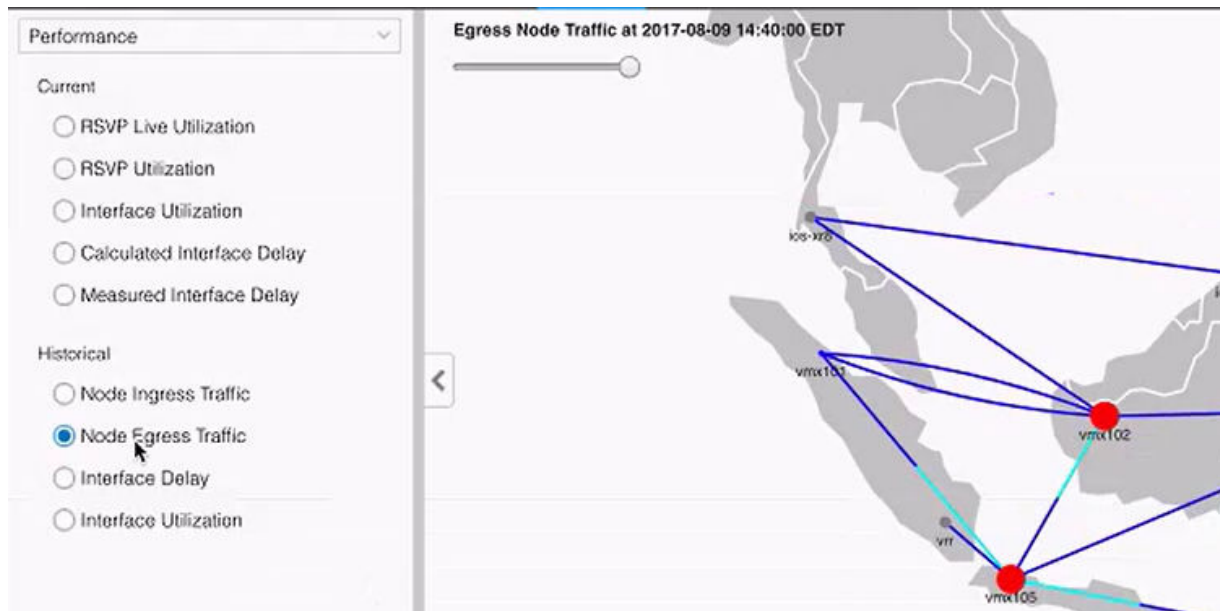 Performance
Egress Node Traffic at 2017-08-09 14:40:00 EDT
Current
RSVP Live Utilization
RSVP Utilization
Interface Utilization
Calculated Interface Delay
Measured Interface Delay
Historical
Node Ingress Traffic
Node Egress Traffic
Interface Delay
Interface Utilization
ios-xr8
vmx101
vmx102
vrr
vmx105